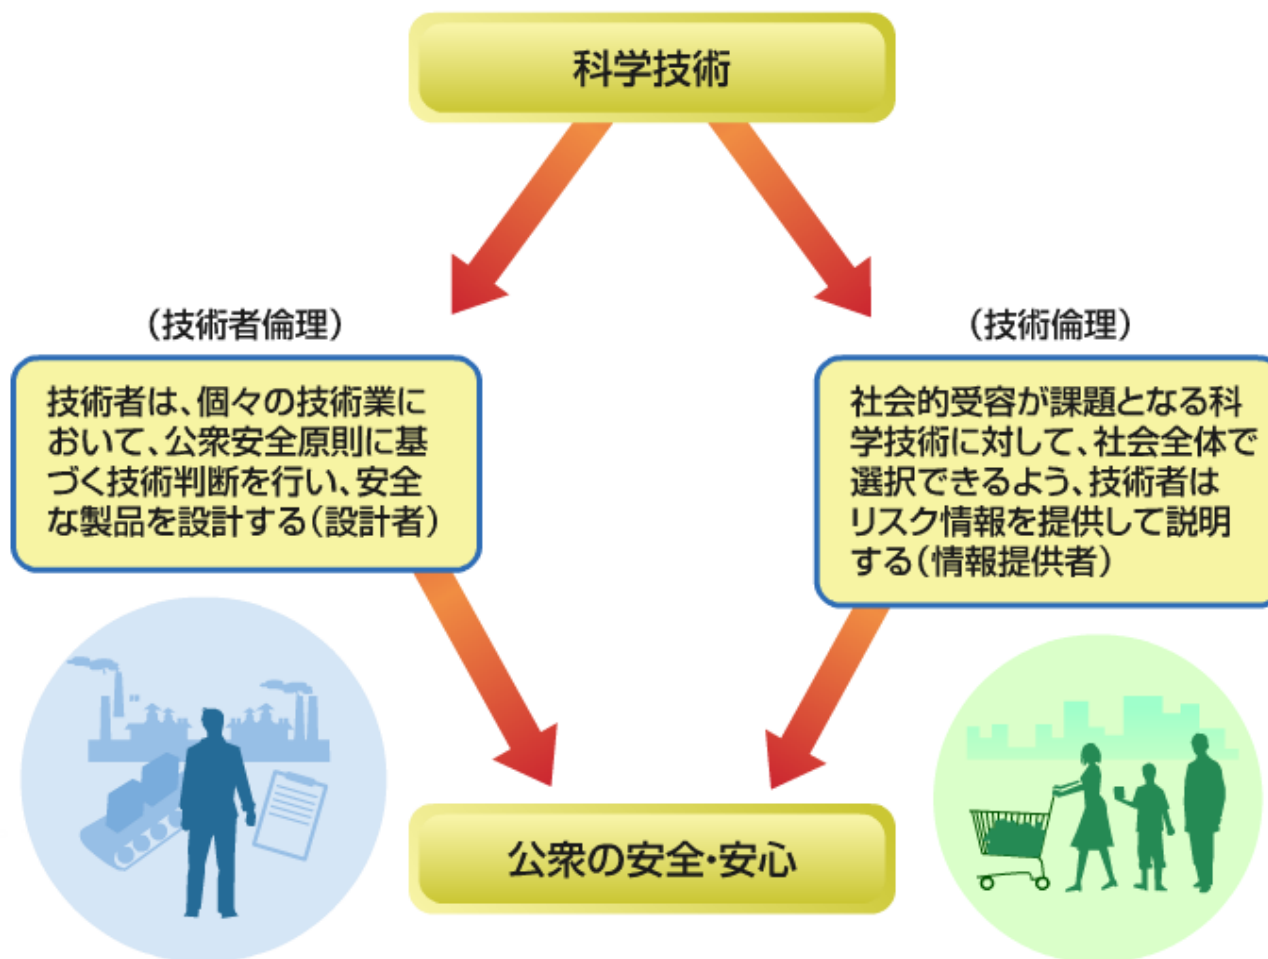 科学技術
（技術者倫理）
技術者は、個々の技術業に
おいて、公衆安全原則に基
づく技術判断を行い、安全
な製品を設計する（設計者）
（技術倫理）
社会的受容が課題となる科
学技術に対して、社会全体で
選択できるよう、技術者は
リスク情報を提供して説明
する（情報提供者）
公衆の安全・安心